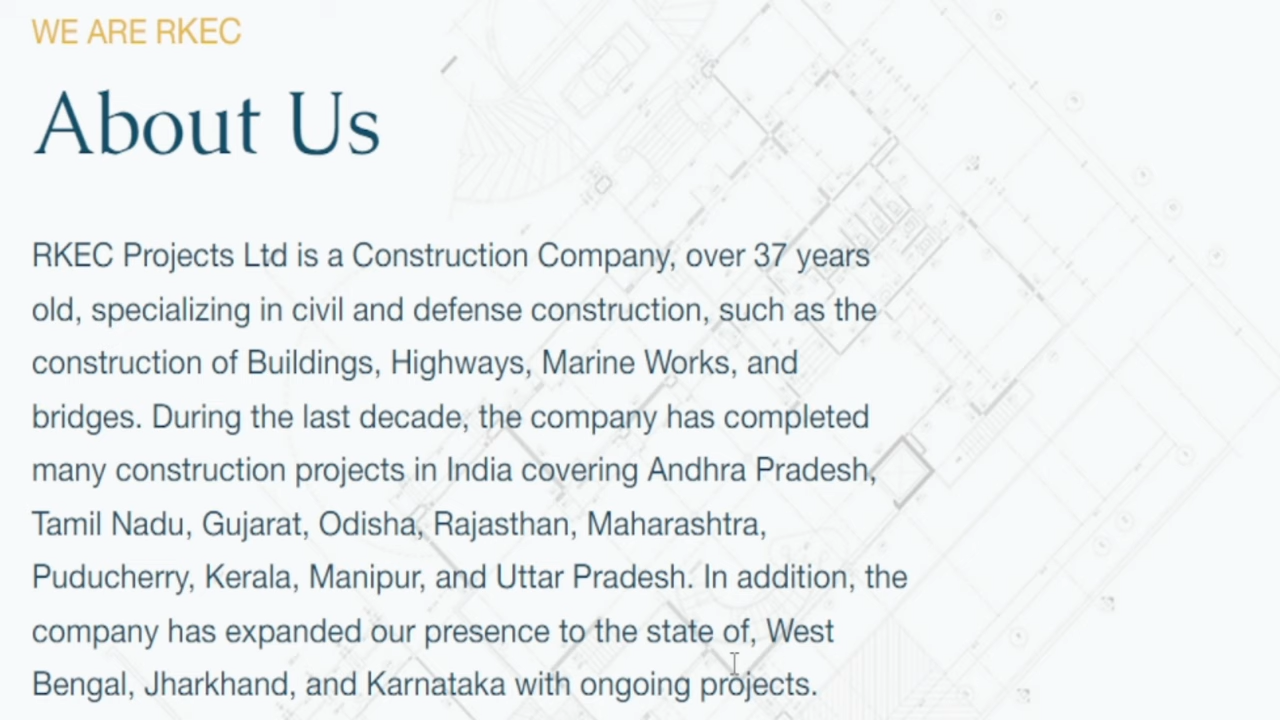 WE ARE RKEC
About Us
RKEC Projects Ltd is a Construction Company, over 37 years
old, specializing in civil and defense construction, such as the
construction of Buildings, Highways, Marine Works, and
bridges. During the last decade, the company has completed
many construction projects in India covering Andhra Pradesh,
Tamil Nadu, Gujarat, Odisha, Rajasthan, Maharashtra,
Puducherry, Kerala, Manipur, and Uttar Pradesh. In addition, the
company has expanded our presence to the state of, West
Bengal, Jharkhand, and Karnataka with ongoing projects.